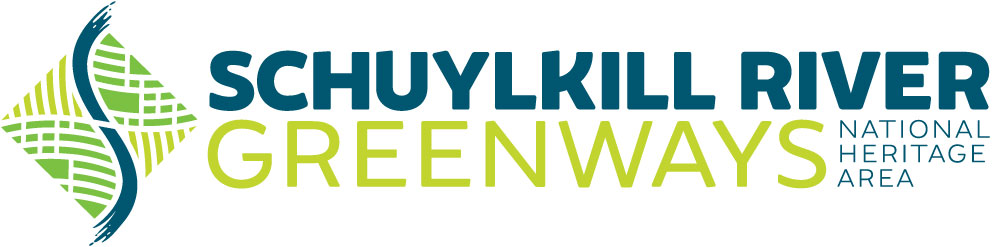 SCHUYLKILL RIVER
GREENWAYS
NATIONAL
HERITAGE
AREA